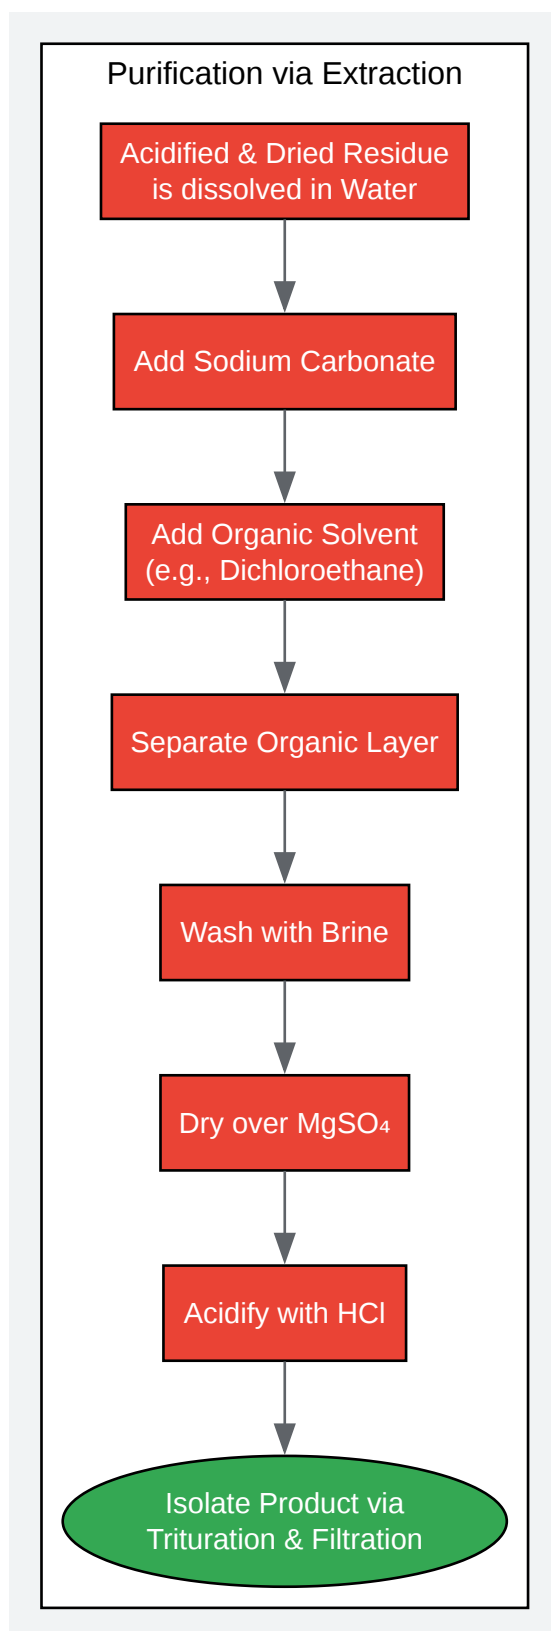 Purification via Extraction
Acidified & Dried Residue
is dissolved in Water
Add Sodium Carbonate
Add Organic Solvent
(e.g., Dichloroethane)
Separate Organic Layer
Wash with Brine
Dry over MgSO₄
Acidify with HCl
Isolate Product via
Trituration & Filtration